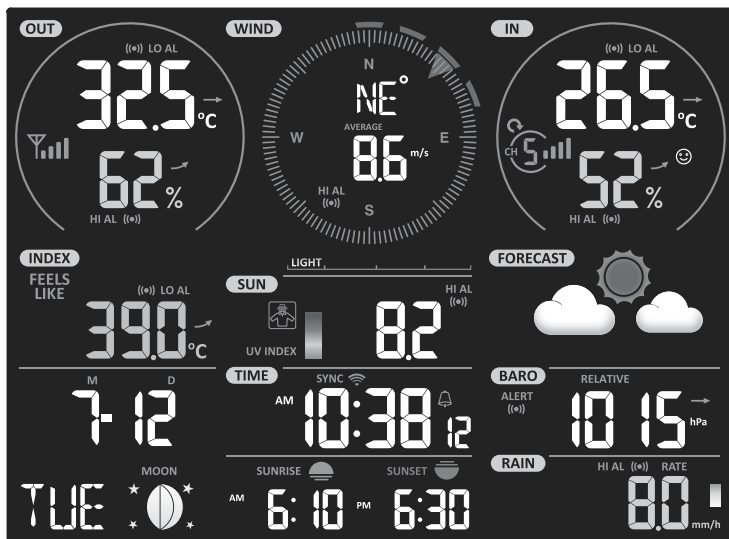 OUT
((•)) LO AL
32.5 °C
62 %
HI AL ((•))
WIND
N
NE°
W
E
AVERAGE
8.6 m/s
HI AL
((•))
S
IN
((•)) LO AL
26.5 °C
CH 5
52 %
HI AL ((•))
INDEX
FEELS
LIKE
((•)) LO AL
39.0 °C
LIGHT
SUN
HI AL
((•))
UV INDEX
8.2
FORECAST
M D
7-12
TUE
MOON
TIME
SYNC
AM 10:38 12
SUNRISE
AM 6:10
SUNSET
PM 6:30
BARO
RELATIVE
ALERT
((•))
1015 hPa
RAIN
HI AL ((•)) RATE
8.0 mm/h